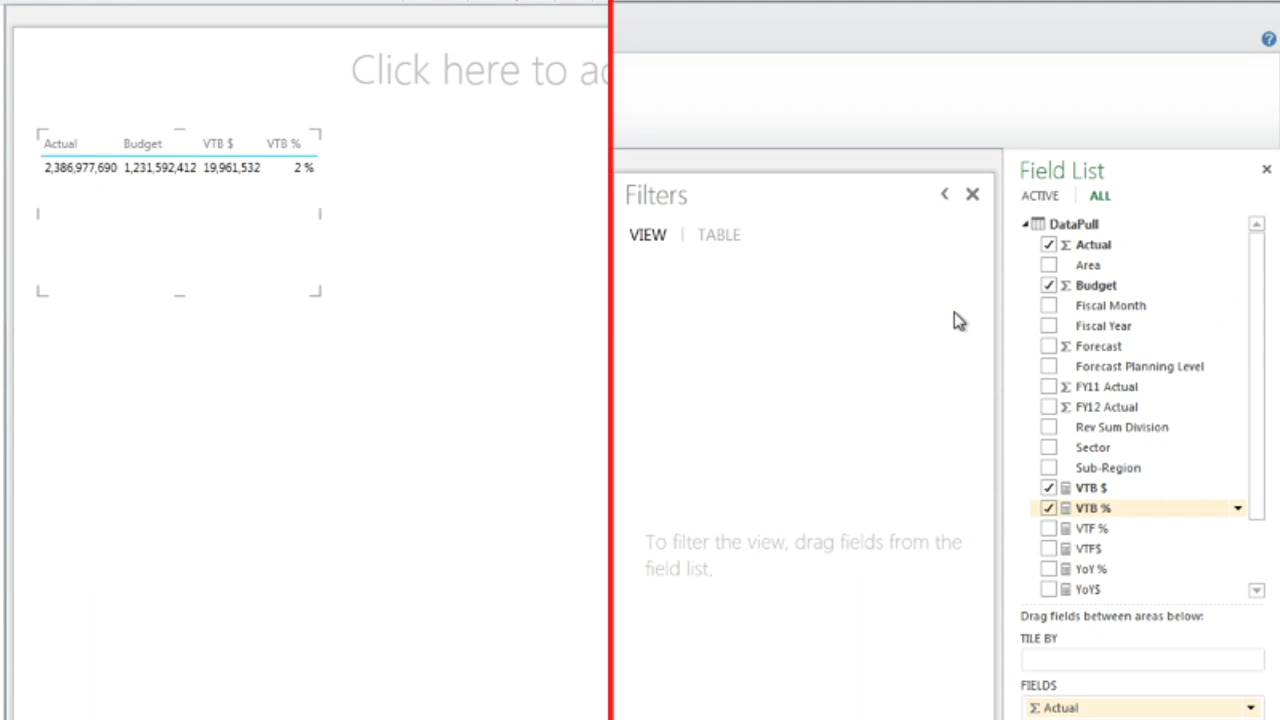 Click here to ad
Actual Budget VTB $ VTB %
2,386,977,690 1,231,592,412 19,961,532 2 %
Filters
VIEW | TABLE
To filter the view, drag fields from the
field list.
Field List
ACTIVE | ALL
DataPull
Σ Actual
Area
Σ Budget
Fiscal Month
Fiscal Year
Σ Forecast
Forecast Planning Level
Σ FY11 Actual
Σ FY12 Actual
Rev Sum Division
Sector
Sub-Region
VTB $
VTB %
VTF %
VTF$
YoY %
YoY$
Drag fields between areas below:
TILE BY
FIELDS
Σ Actual